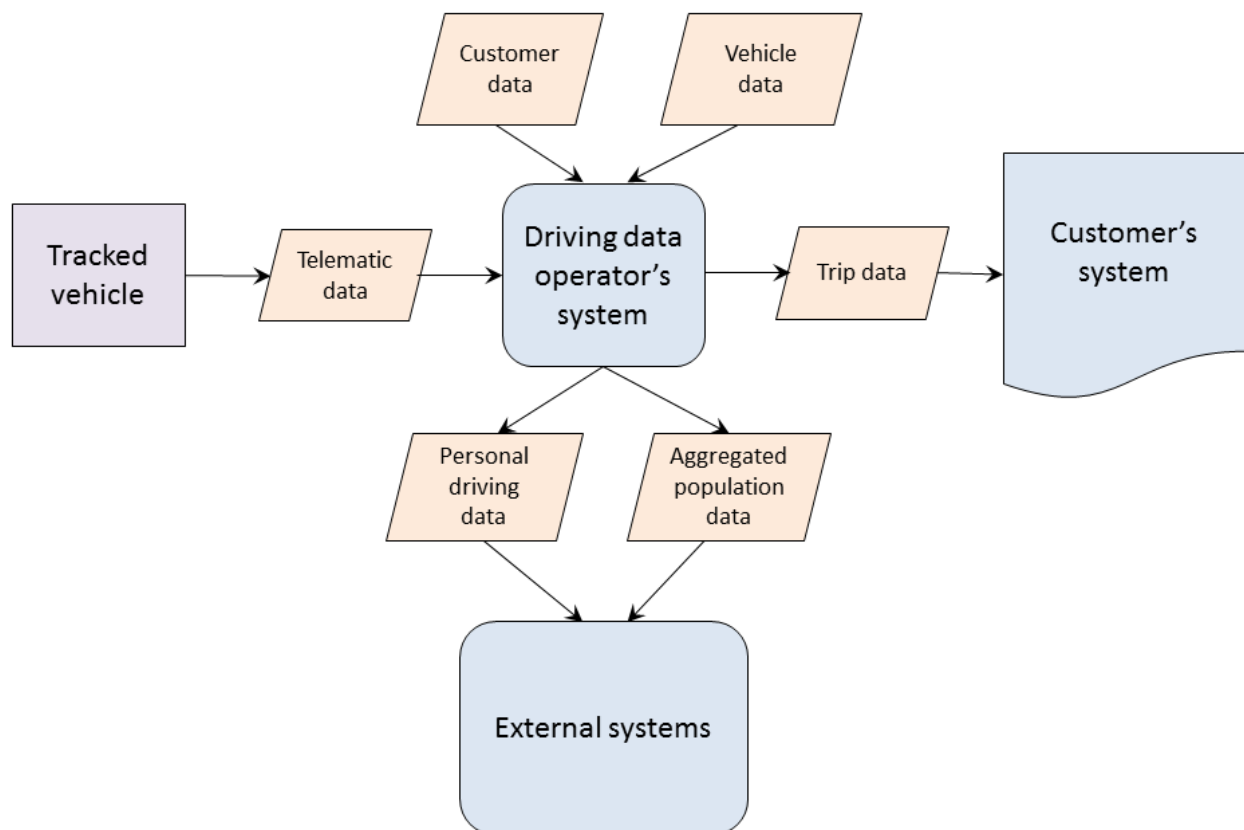 Customer
data
Vehicle
data
Tracked
vehicle
Telematic
data
Driving data
operator’s
system
Trip data
Customer’s
system
Personal
driving
data
Aggregated
population
data
External systems